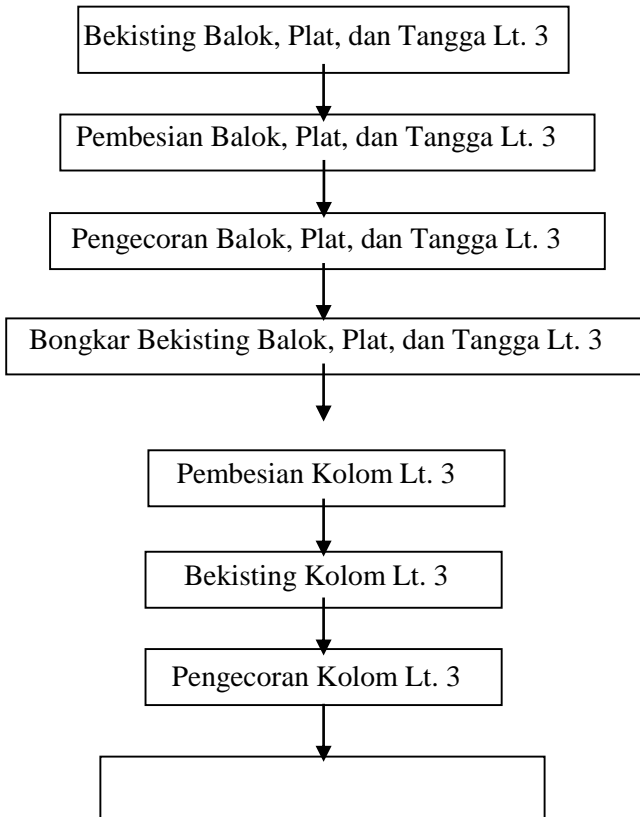 Bekisting Balok, Plat, dan Tangga Lt. 3
Pembesian Balok, Plat, dan Tangga Lt. 3
Pengecoran Balok, Plat, dan Tangga Lt. 3
Bongkar Bekisting Balok, Plat, dan Tangga Lt. 3
Pembesian Kolom Lt. 3
Bekisting Kolom Lt. 3
Pengecoran Kolom Lt. 3